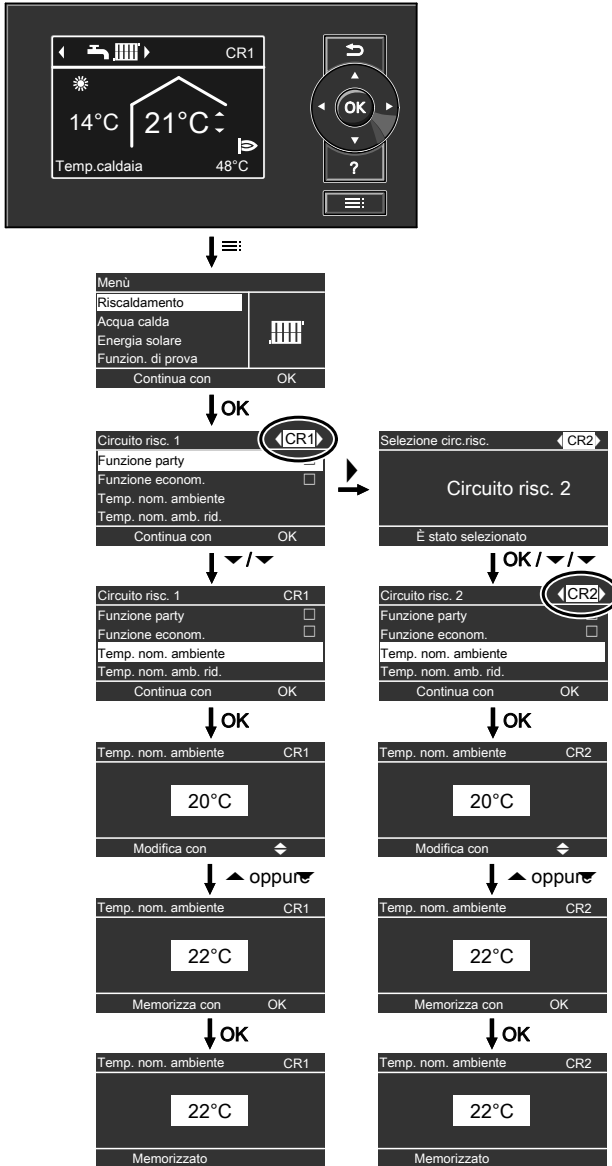 CR1
14°C 21°C
Temp.caldaia 48°C
OK
?
Menù
Riscaldamento
Acqua calda
Energia solare
Funzion. di prova
Continua con OK
OK
Circuito risc. 1 CR1
Funzione party
Funzione econom.
Temp. nom. ambiente
Temp. nom. amb. rid.
Continua con OK
Selezione circ.risc. CR2
Circuito risc. 2
È stato selezionato
/
OK / /
Circuito risc. 1 CR1
Funzione party
Funzione econom.
Temp. nom. ambiente
Temp. nom. amb. rid.
Continua con OK
Circuito risc. 2 CR2
Funzione party
Funzione econom.
Temp. nom. ambiente
Temp. nom. amb. rid.
Continua con OK
OK
OK
Temp. nom. ambiente CR1
20°C
Modifica con
Temp. nom. ambiente CR2
20°C
Modifica con
oppure
oppure
Temp. nom. ambiente CR1
22°C
Memorizza con OK
Temp. nom. ambiente CR2
22°C
Memorizza con OK
OK
OK
Temp. nom. ambiente CR1
22°C
Memorizzato
Temp. nom. ambiente CR2
22°C
Memorizzato